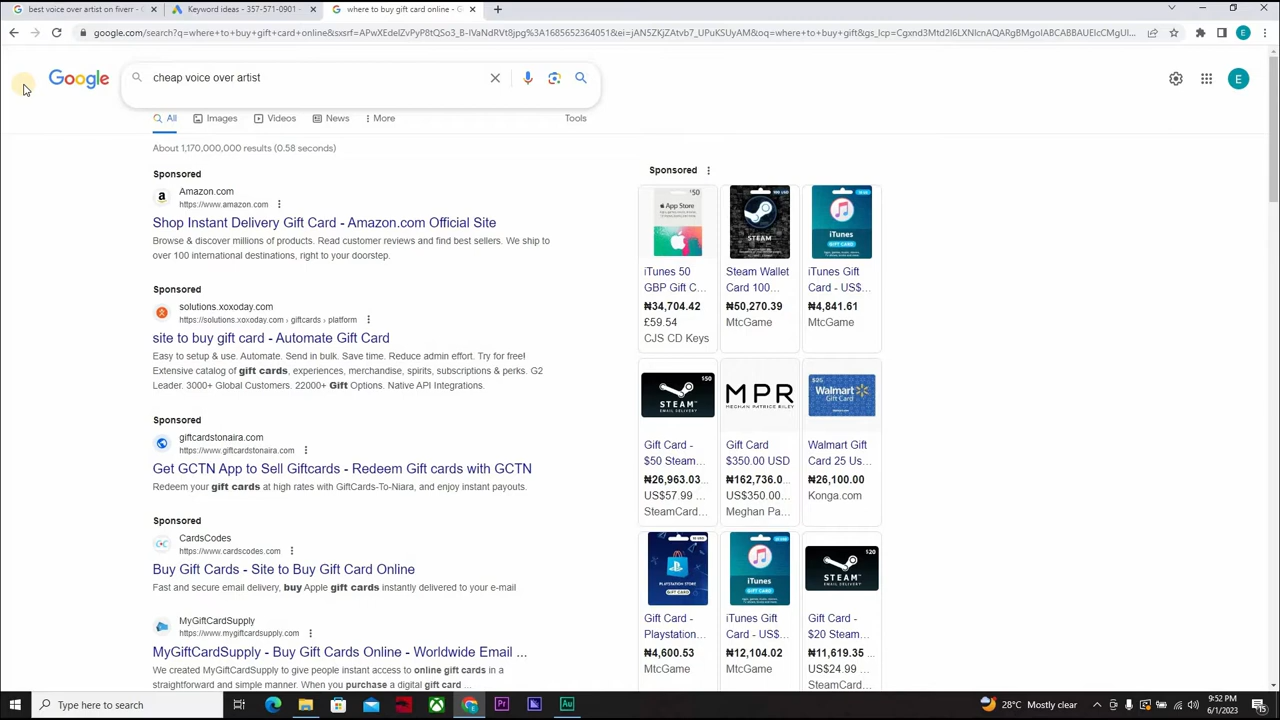 best voice over artist on fiverr -
Keyword ideas - 357-571-0901 -
where to buy gift card online -
Google
cheap voice over artist
E
All
Images
Videos
News
More
Tools
About 1,170,000,000 results (0.58 seconds)
Sponsored
Amazon.com
https://www.amazon.com
Shop Instant Delivery Gift Card - Amazon.com Official Site
Browse & discover millions of products. Read customer reviews and find best sellers. We ship to
over 100 international destinations, right to your doorstep.
Sponsored
solutions.xoxoday.com
https://solutions.xoxoday.com › giftcards › platform
site to buy gift card - Automate Gift Card
Easy to setup & use. Automate. Send in bulk. Save time. Reduce admin effort. Try for free!
Extensive catalog of gift cards, experiences, merchandise, spirits, subscriptions & perks. G2
Leader. 3000+ Global Customers. 22000+ Gift Options. Native API Integrations.
Sponsored
giftcardstonaira.com
https://www.giftcardstonaira.com
Get GCTN App to Sell Giftcards - Redeem Gift cards with GCTN
Redeem your gift cards at high rates with GiftCards-To-Niara, and enjoy instant payouts.
Sponsored
CardsCodes
https://www.cardscodes.com
Buy Gift Cards - Site to Buy Gift Card Online
Fast and secure email delivery, buy Apple gift cards instantly delivered to your e-mail
MyGiftCardSupply
https://www.mygiftcardsupply.com
MyGiftCardSupply - Buy Gift Cards Online - Worldwide Email ...
We created MyGiftCardSupply to give people instant access to online gift cards in a
straightforward and simple manner. When you purchase a digital gift card ...
Sponsored
iTunes 50
GBP Gift C...
₦34,704.42
£59.54
CJS CD Keys
Steam Wallet
Card 100...
₦50,270.39
MtcGame
iTunes Gift
Card - US$...
₦4,841.61
MtcGame
Gift Card -
$50 Steam...
₦26,963.03...
US$57.99 ...
SteamCard...
MPR
MEGHAN PATRICE RILEY
Gift Card
$350.00 USD
₦162,736.0...
US$350.00...
Meghan Pa...
Walmart
Gift Card
Walmart Gift
Card 25 Us...
₦26,100.00
Konga.com
Gift Card -
Playstation...
₦4,600.53
MtcGame
iTunes Gift
Card - US$...
₦12,104.02
MtcGame
Gift Card -
$20 Steam...
₦11,619.35 ...
US$24.99 ...
SteamCard...
Type here to search
Pr
Au
28°C Mostly clear
9:52 PM
6/1/2023